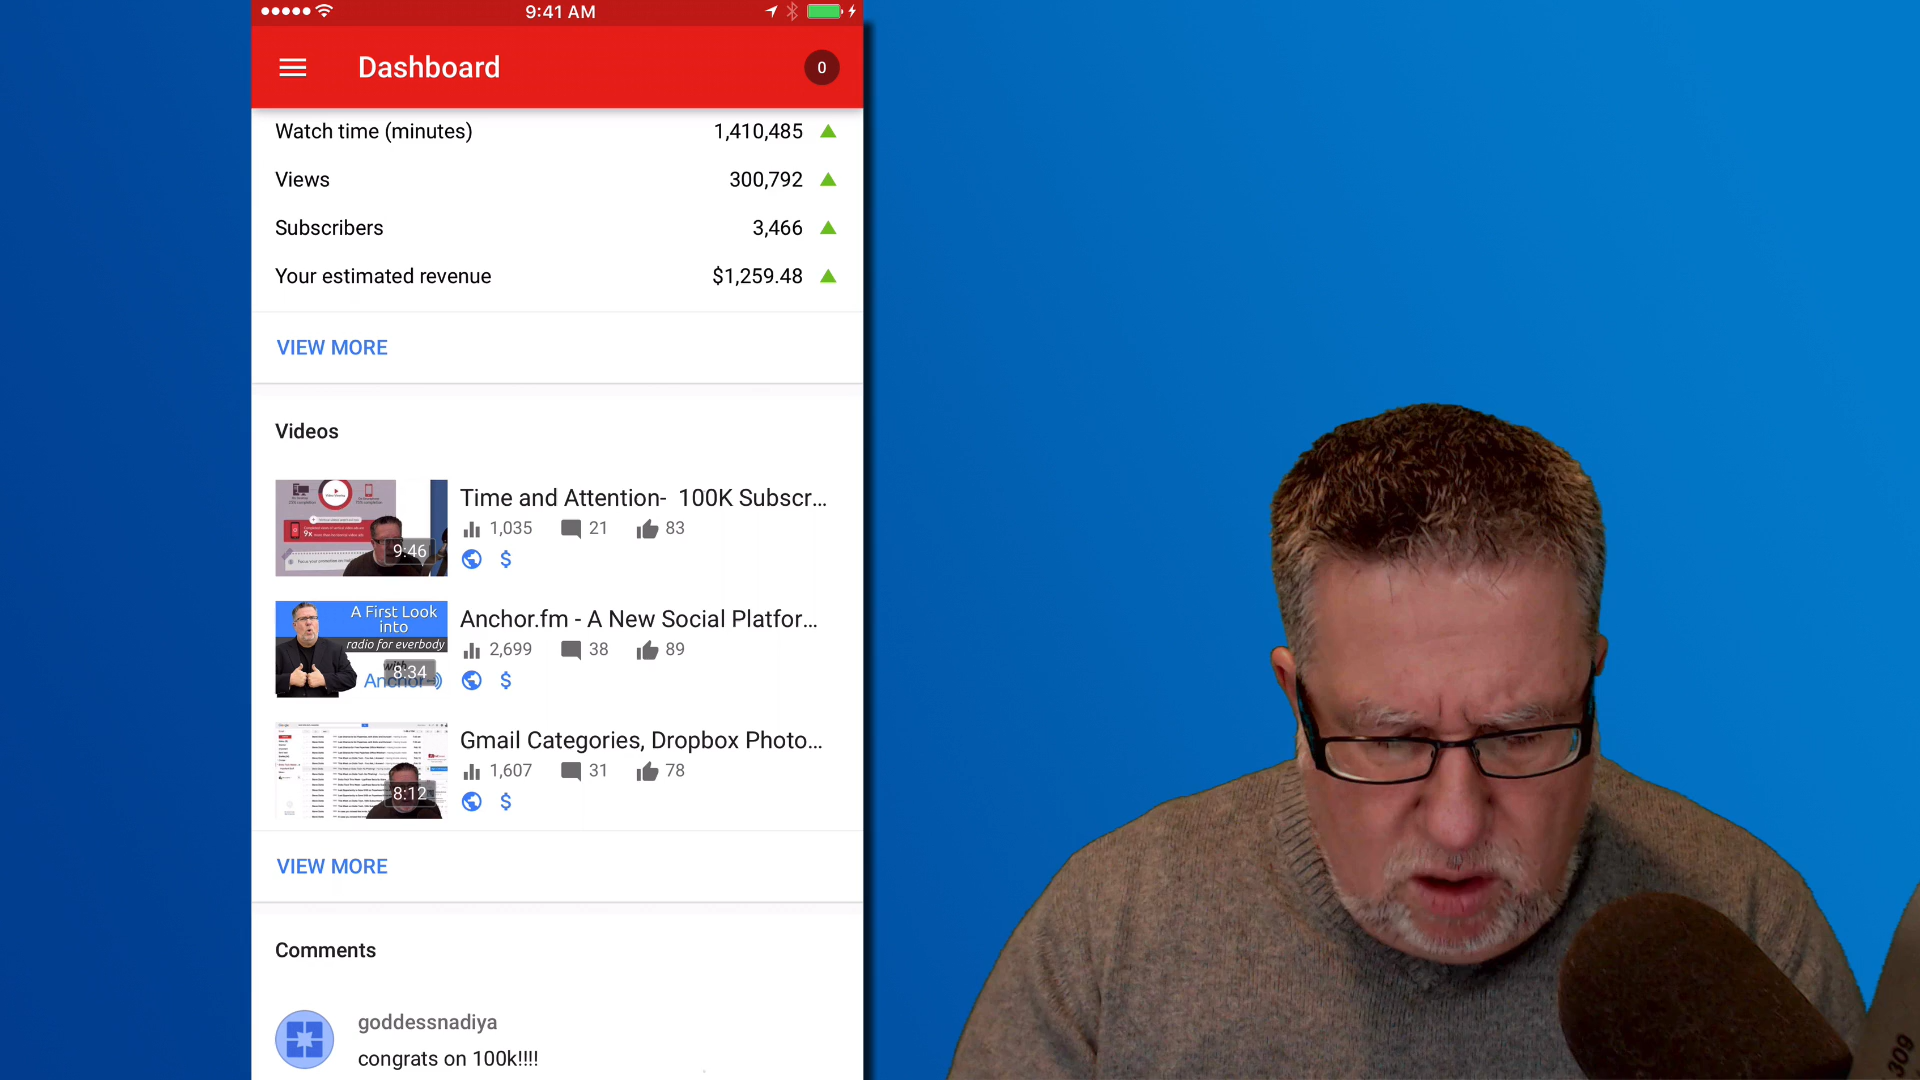 9:41 AM
Dashboard
0
Watch time (minutes) 1,410,485
Views 300,792
Subscribers 3,466
Your estimated revenue $1,259.48
VIEW MORE
Videos
9:46
Time and Attention- 100K Subscr...
1,035 21 83
$
A First Look
into
radio for everbody
with
8:34
Anchor
Anchor.fm - A New Social Platfor...
2,699 38 89
$
8:12
Gmail Categories, Dropbox Photo...
1,607 31 78
$
VIEW MORE
Comments
goddessnadiya
congrats on 100k!!!!
309